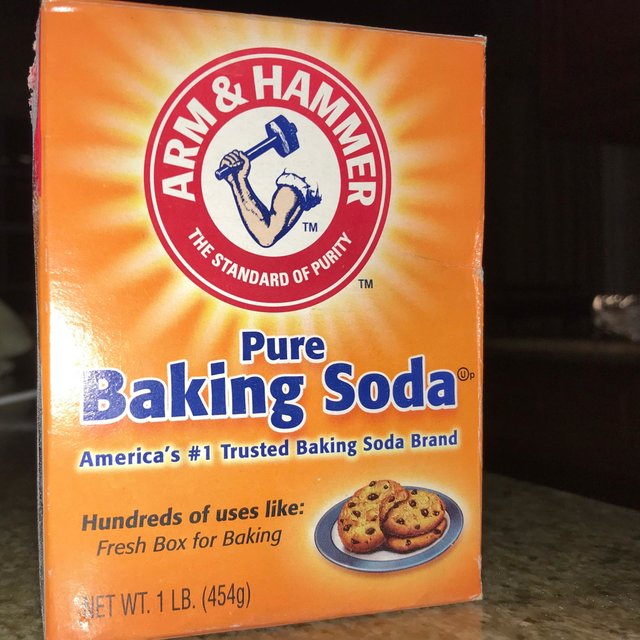 ARM & HAMMER
TM
THE STANDARD OF PURITY
TM
Pure
Baking Soda ⓊP
America's #1 Trusted Baking Soda Brand
Hundreds of uses like:
Fresh Box for Baking
NET WT. 1 LB. (454g)